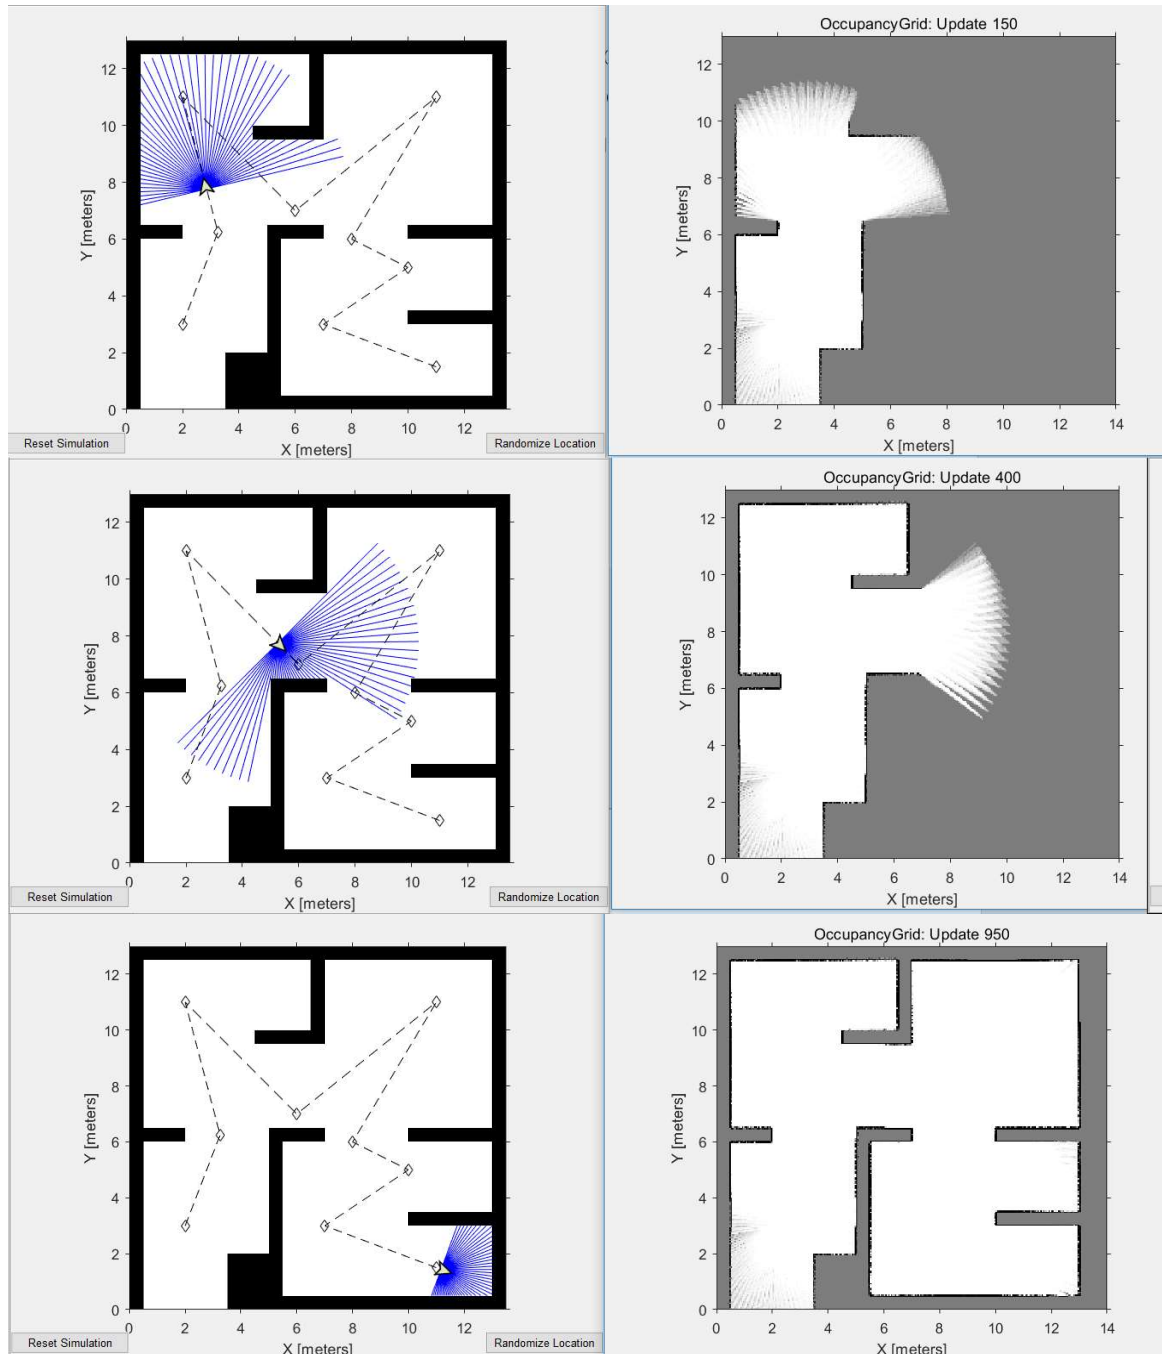 OccupancyGrid: Update 150
12
10
8
6
4
2
0
Y [meters]
0 2 4 6 8 10 12
X [meters]
Reset Simulation
Randomize Location
12
10
8
6
4
2
0
Y [meters]
0 2 4 6 8 10 12 14
X [meters]
OccupancyGrid: Update 400
12
10
8
6
4
2
0
Y [meters]
0 2 4 6 8 10 12
X [meters]
Reset Simulation
Randomize Location
12
10
8
6
4
2
0
Y [meters]
0 2 4 6 8 10 12 14
X [meters]
OccupancyGrid: Update 950
12
10
8
6
4
2
0
Y [meters]
0 2 4 6 8 10 12
X [meters]
Reset Simulation
Randomize Location
12
10
8
6
4
2
0
Y [meters]
0 2 4 6 8 10 12 14
X [meters]